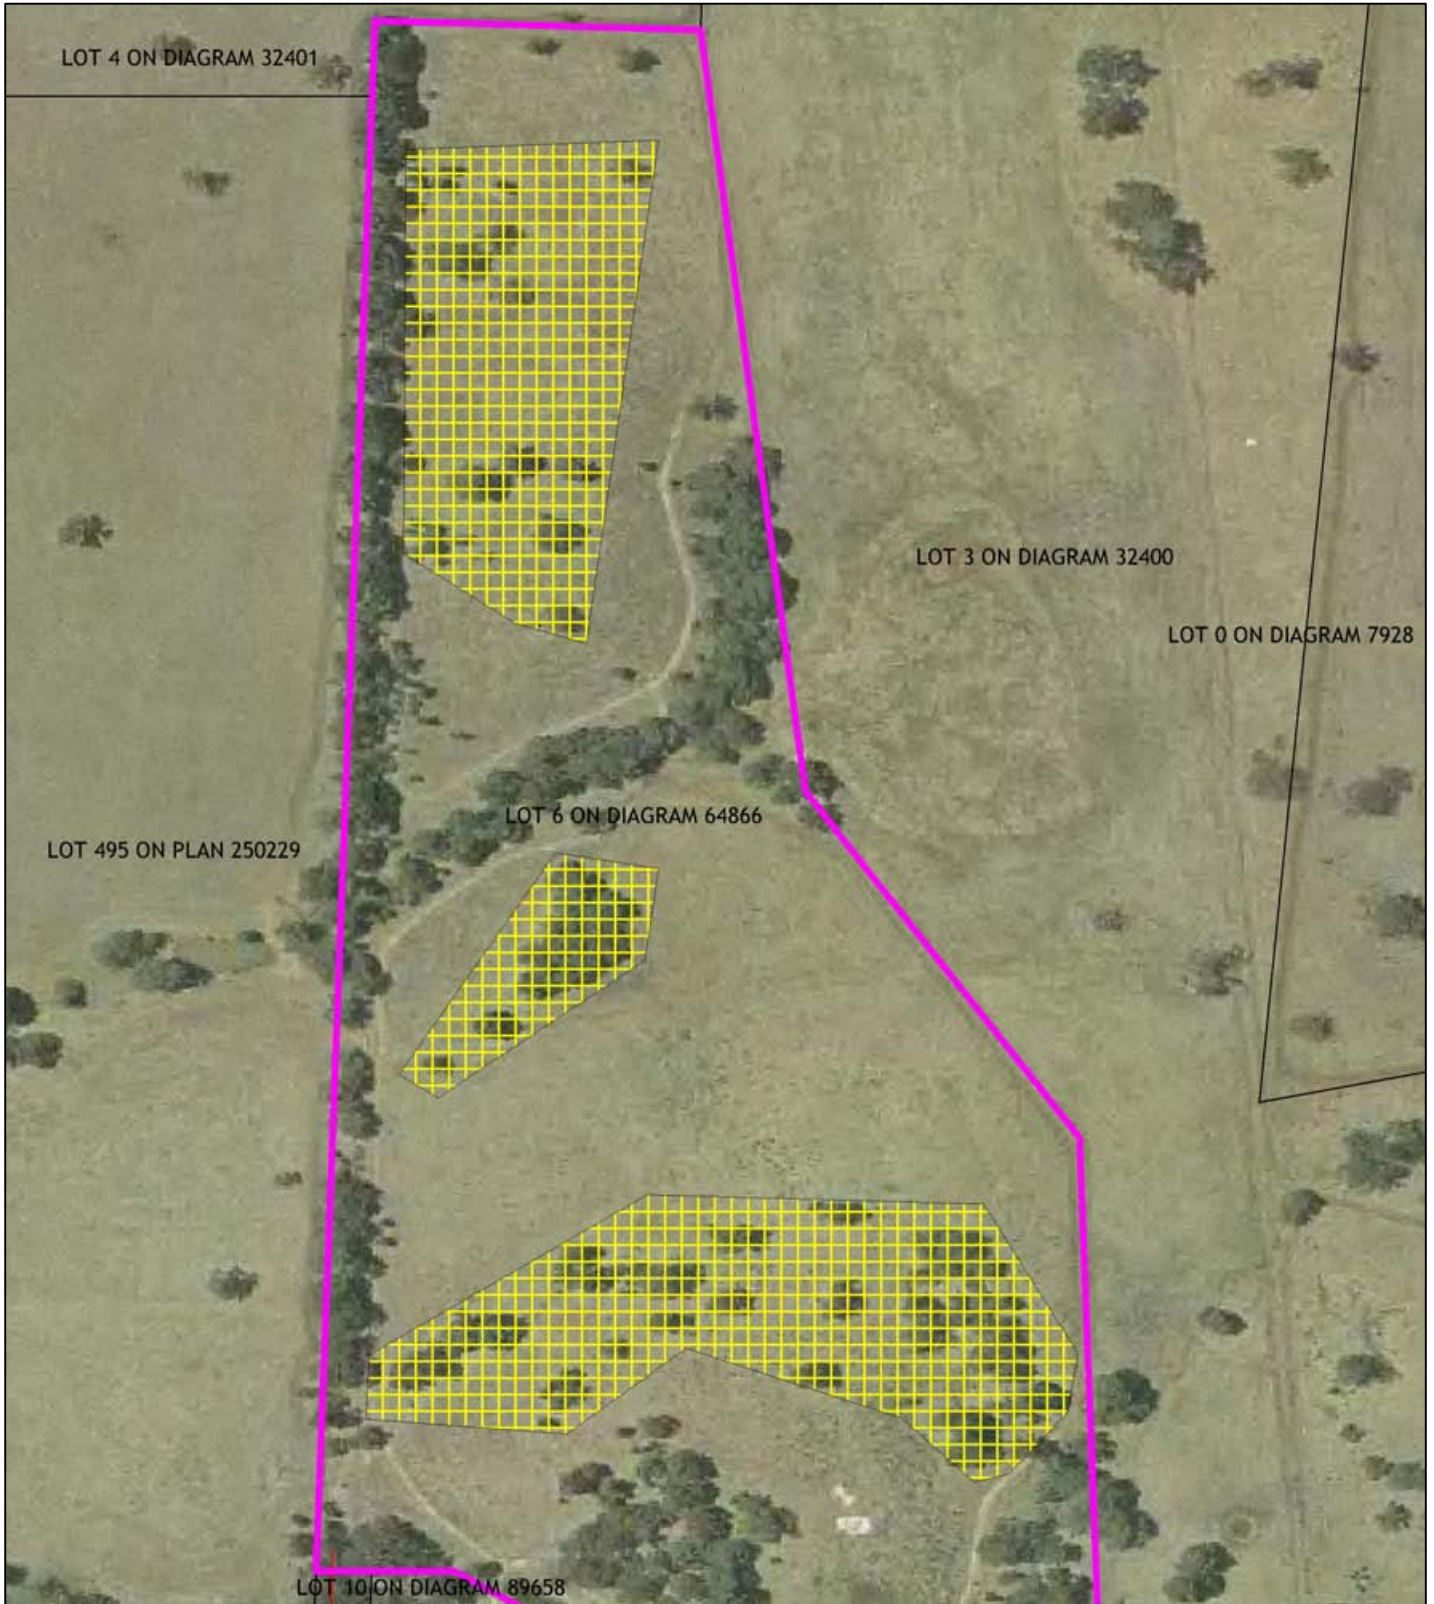 LOT 4 ON DIAGRAM 32401
LOT 3 ON DIAGRAM 32400
LOT 0 ON DIAGRAM 7928
LOT 6 ON DIAGRAM 64866
LOT 495 ON PLAN 250229
LOT 10 ON DIAGRAM 89658